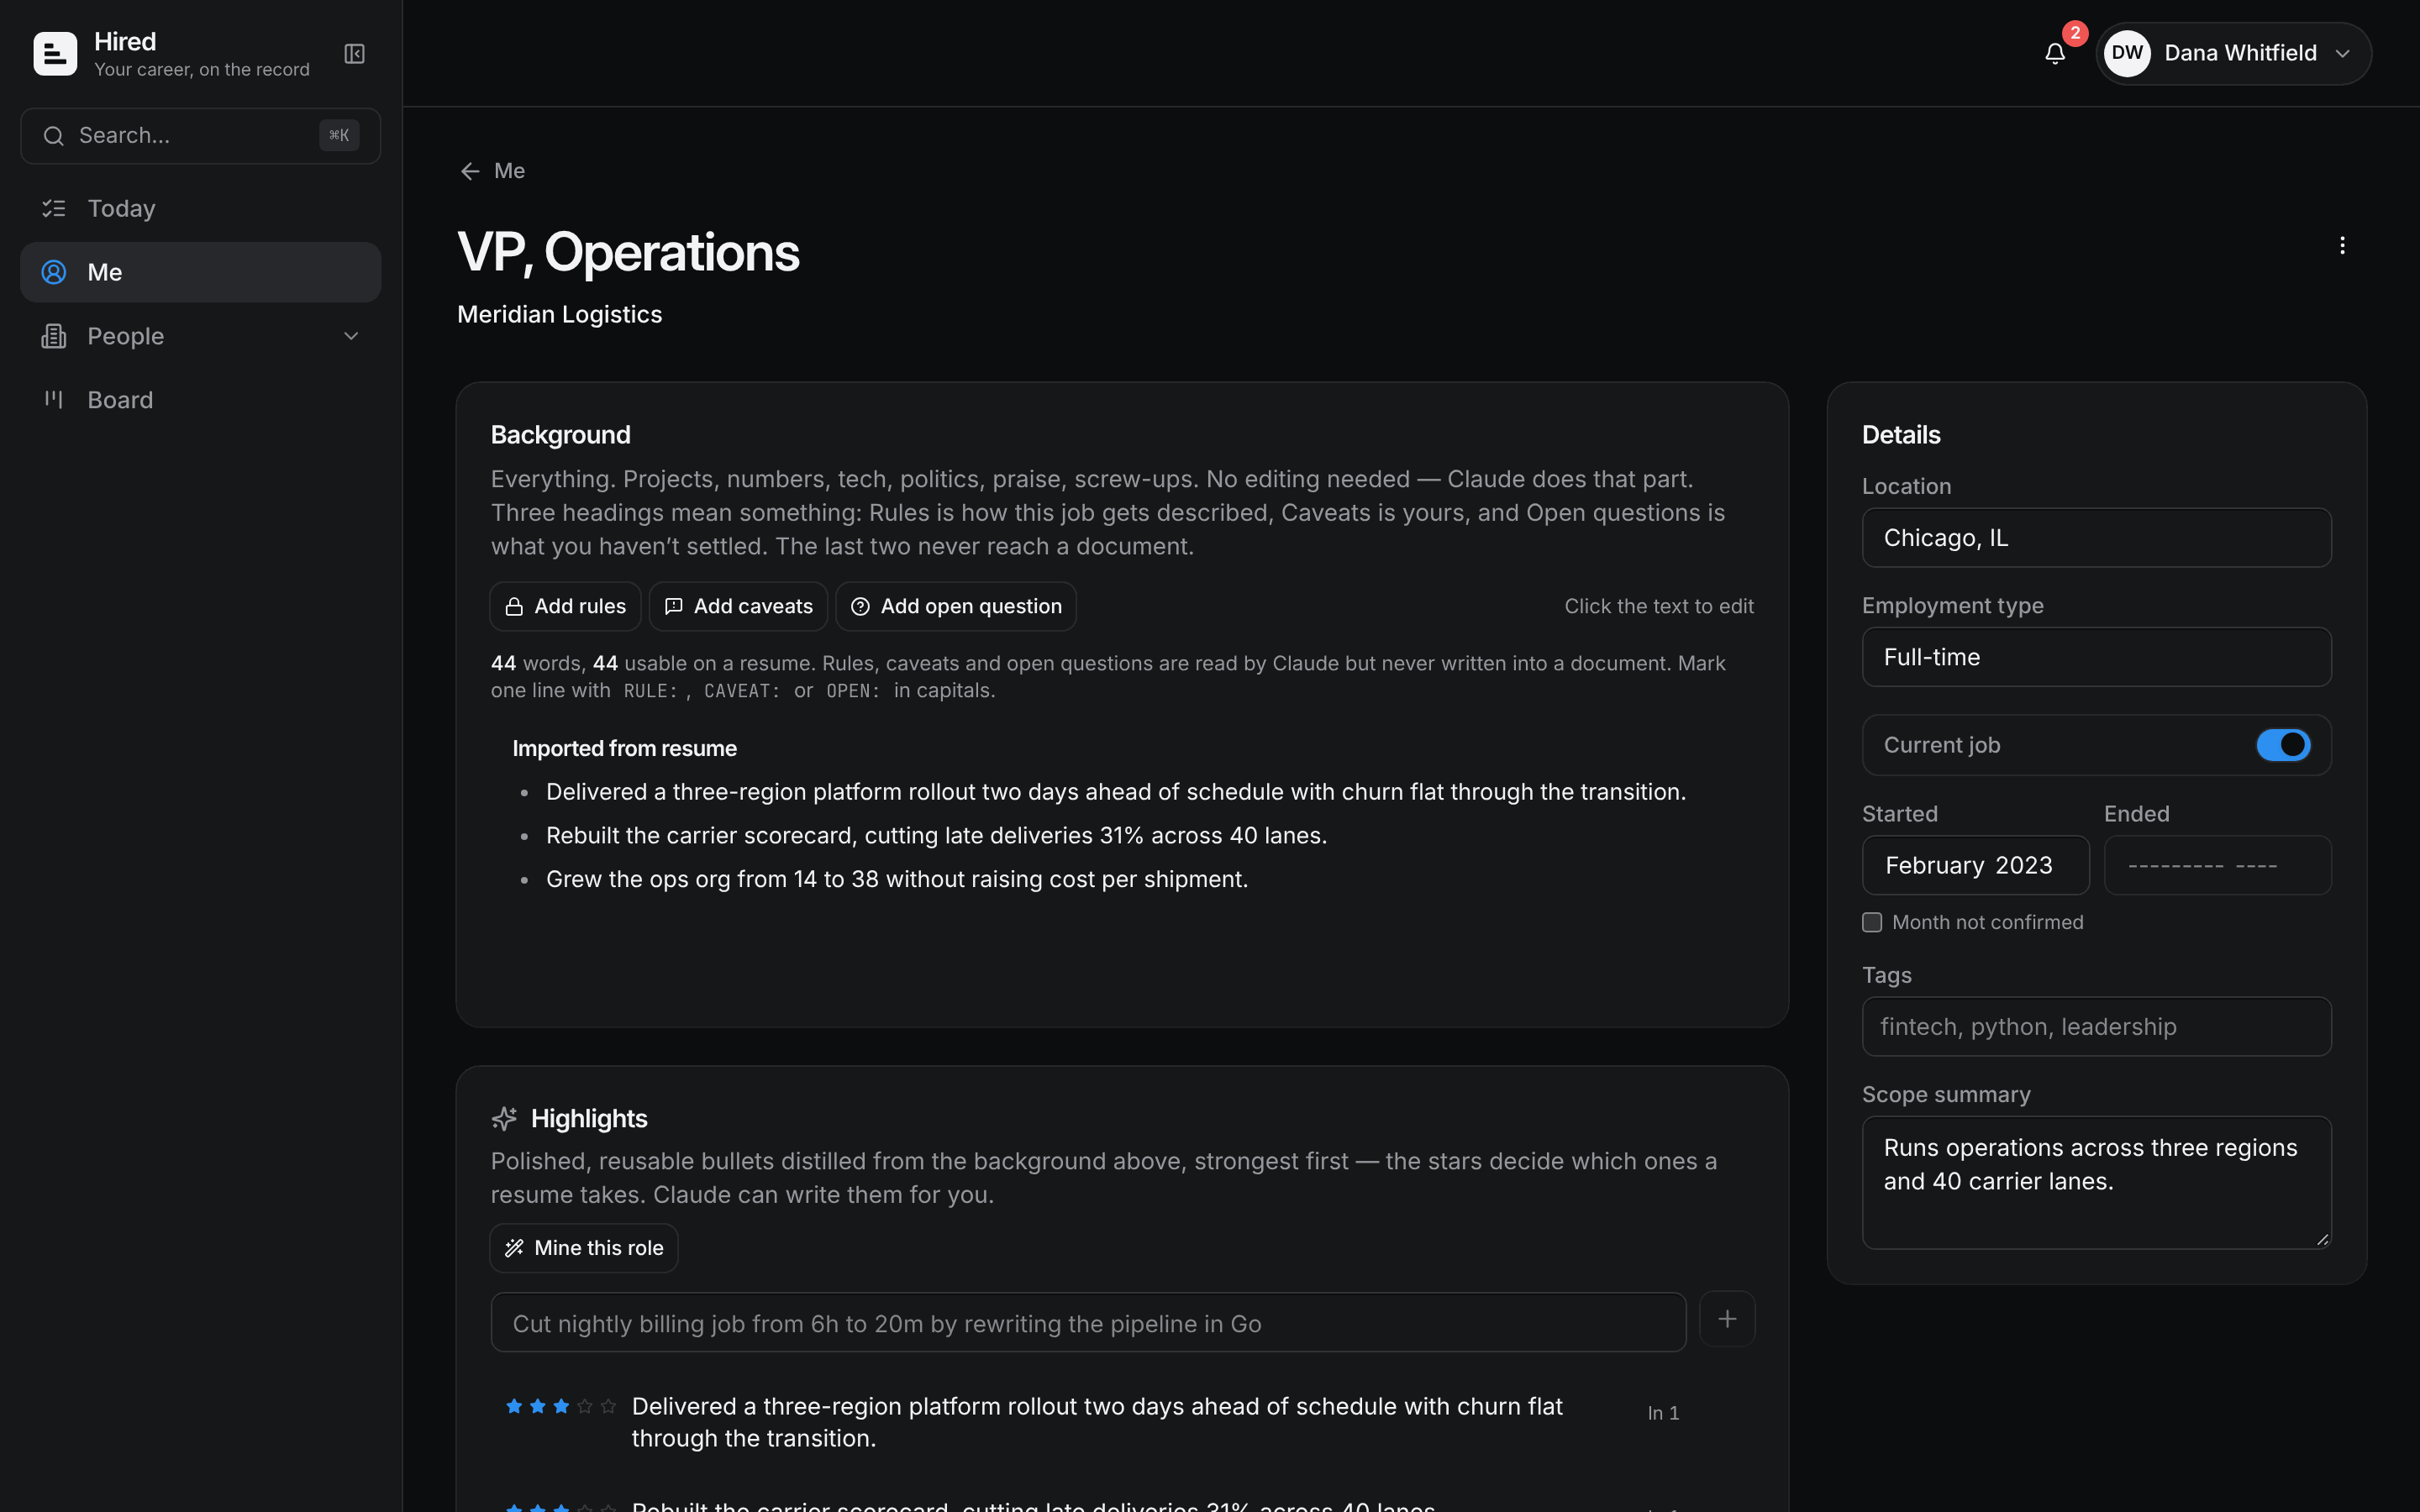 Hired
Your career, on the record
Search...
⌘K
Today
Me
People
Board
2
DW
Dana Whitfield
Me
VP, Operations
Meridian Logistics
Background
Everything. Projects, numbers, tech, politics, praise, screw-ups. No editing needed — Claude does that part.
Three headings mean something: Rules is how this job gets described, Caveats is yours, and Open questions is
what you haven’t settled. The last two never reach a document.
Add rules
Add caveats
Add open question
Click the text to edit
44 words, 44 usable on a resume. Rules, caveats and open questions are read by Claude but never written into a document. Mark
one line with RULE:, CAVEAT: or OPEN: in capitals.
Imported from resume
Delivered a three-region platform rollout two days ahead of schedule with churn flat through the transition.
Rebuilt the carrier scorecard, cutting late deliveries 31% across 40 lanes.
Grew the ops org from 14 to 38 without raising cost per shipment.
Highlights
Polished, reusable bullets distilled from the background above, strongest first — the stars decide which ones a
resume takes. Claude can write them for you.
Mine this role
Cut nightly billing job from 6h to 20m by rewriting the pipeline in Go
Delivered a three-region platform rollout two days ahead of schedule with churn flat
through the transition.
In 1
Rebuilt the carrier scorecard, cutting late deliveries 31% across 40 lanes.
Details
Location
Chicago, IL
Employment type
Full-time
Current job
Started
Ended
February 2023
--------- ----
Month not confirmed
Tags
fintech, python, leadership
Scope summary
Runs operations across three regions
and 40 carrier lanes.